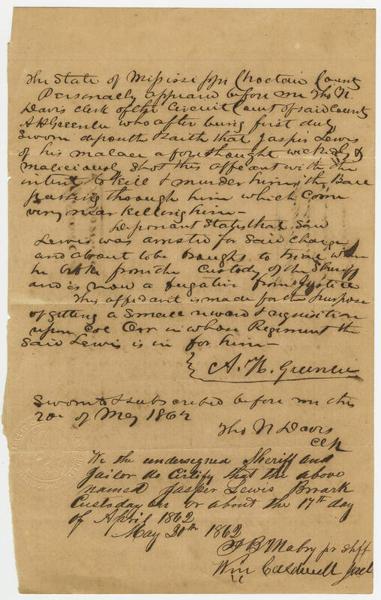 The State of Missisippi Choctaw County
Personally appeared before me Tho N.
Davis clerk of the Circuit Court of said County
A H Greenlee who after being first duly
Sworn deposeth & saith that Jasper Lewis
of his malace aforethought wickedly &
maliciously Shot this affeant with the
intent to Kill & murder him, the Ball
passing through him which Come
very near Killing him—
Deponant States that Said
Lewis was arrested for Said Charge
and about to be brought to trial when
he broke from the Custody of the Sheriff
and is now a fugative from Justice
This affidavit is made for the purpose
of getting a Small reward & requisition
upon Col Orr in whose Regiment the
Said Lewis is in for him—
A. H. Greenlee
Sworn to & subscribed before me this
20th of May 1862
Tho N Davis
Clk
We the undersigned Sheriff and
Jailor do Certify that the above
named Jasper Lewis Broark
Custady on or about the 17th day
of April 1862
May 20th 1862
Mabry Shff
Wm Caldwell Jail